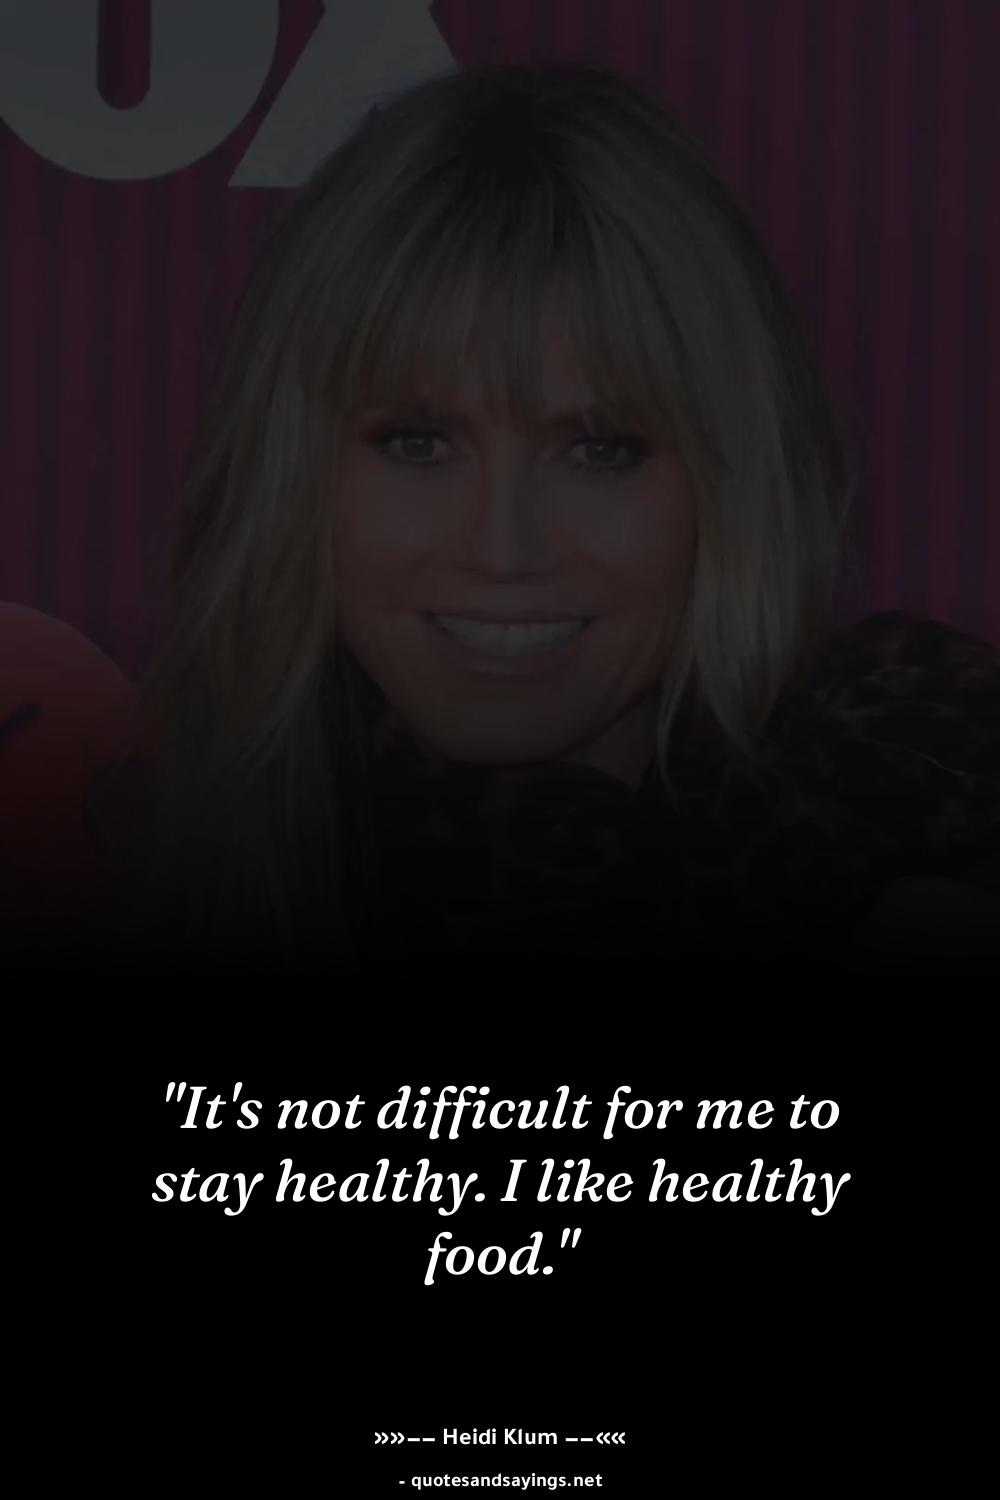 "It's not difficult for me to
stay healthy. I like healthy
food."
»»−− Heidi Klum −−««
- quotesandsayings.net